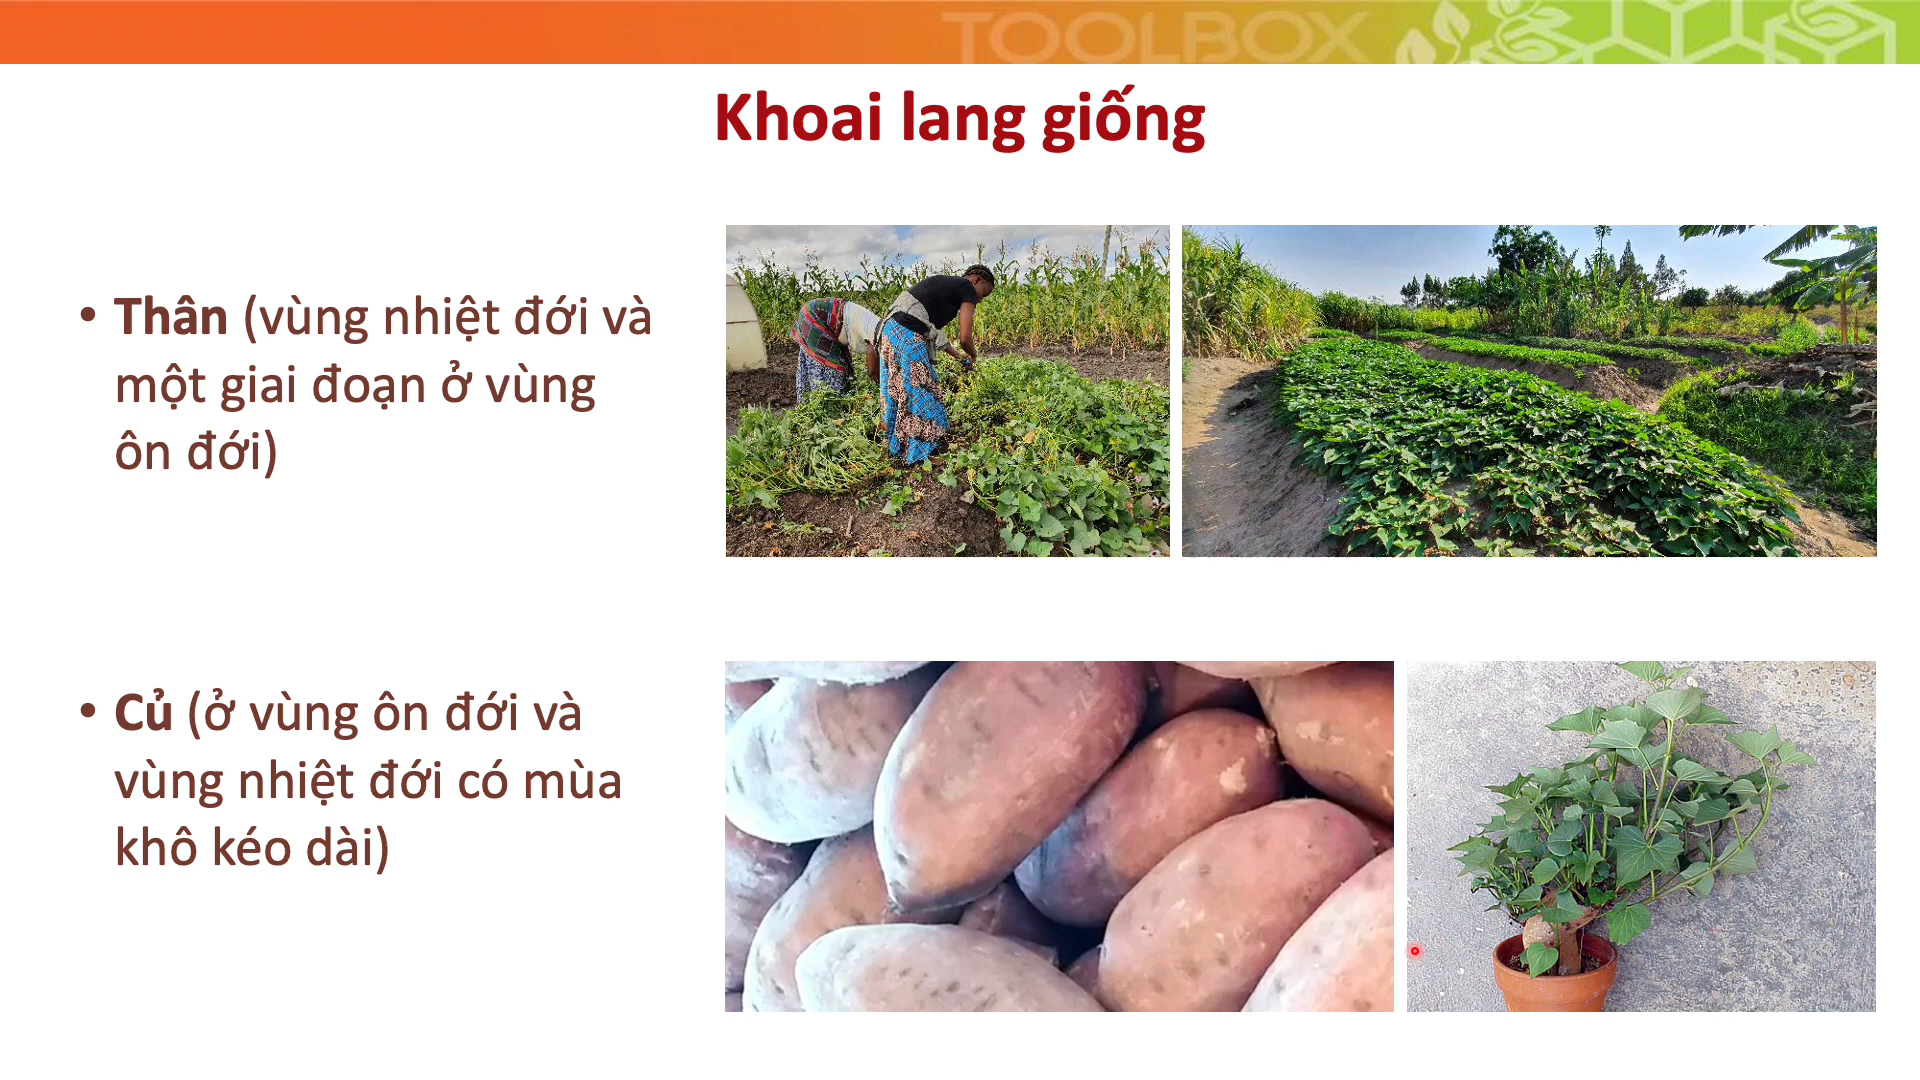 TOOLBOX
Khoai lang giống
• Thân (vùng nhiệt đới và
một giai đoạn ở vùng
ôn đới)
• Củ (ở vùng ôn đới và
vùng nhiệt đới có mùa
khô kéo dài)